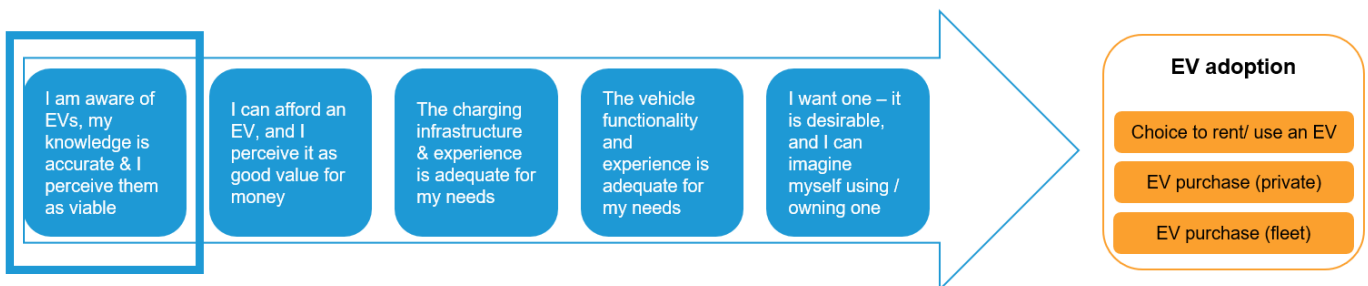 I am aware of
EVs, my
knowledge is
accurate & I
perceive them
as viable
I can afford an
EV, and I
perceive it as
good value for
money
The charging
infrastructure
& experience
is adequate for
my needs
The vehicle
functionality
and
experience is
adequate for
my needs
I want one – it
is desirable,
and I can
imagine
myself using /
owning one
EV adoption
Choice to rent/ use an EV
EV purchase (private)
EV purchase (fleet)